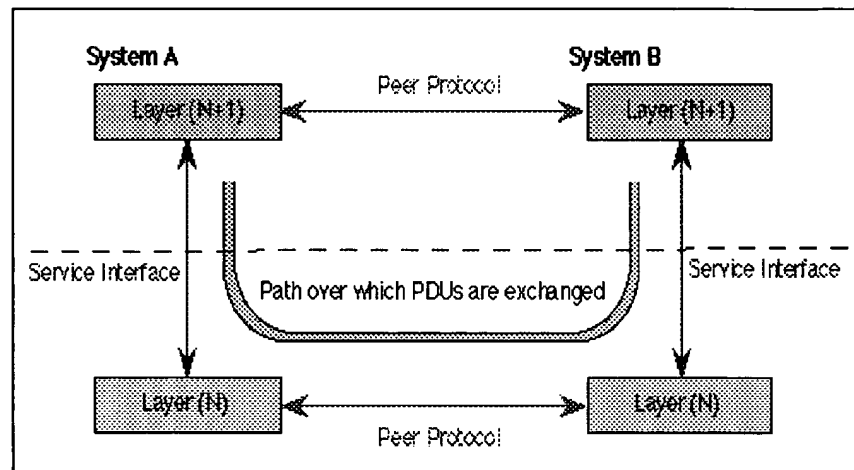 System A
System B
Peer Protocol
Layer (N+1)
Layer (N+1)
Service Interface
Service Interface
Path over which PDUs are exchanged
Layer (N)
Layer (N)
Peer Protocol